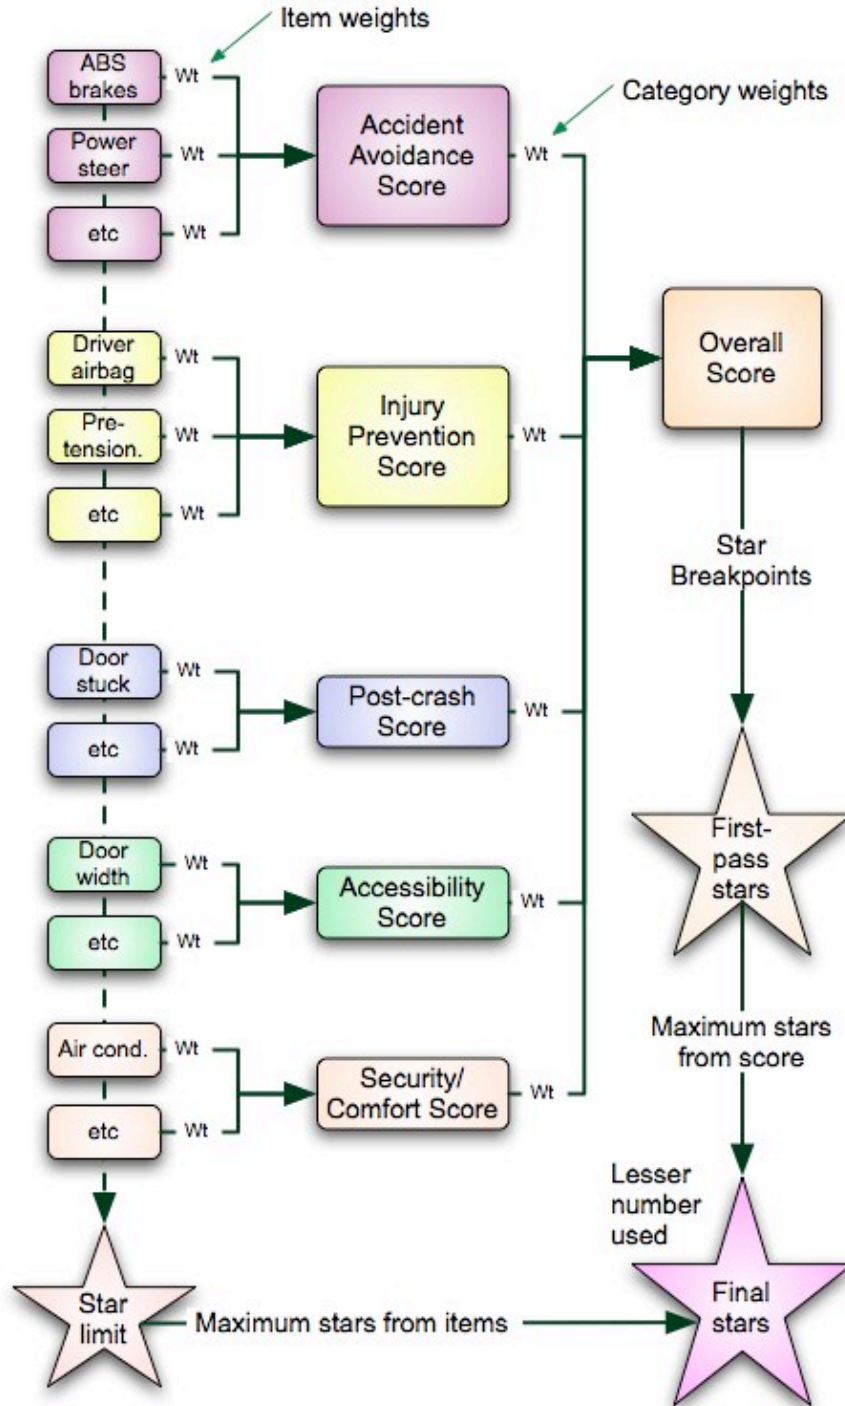 Item weights
ABS
brakes
Wt
Power
steer
Wt
etc
Wt
Accident
Avoidance
Score
Category weights
Wt
Driver
airbag
Wt
Pre-
tension.
Wt
etc
Wt
Injury
Prevention
Score
Wt
Overall
Score
Star
Breakpoints
Door
stuck
Wt
etc
Wt
Post-crash
Score
Wt
First-
pass
stars
Door
width
Wt
etc
Wt
Accessibility
Score
Wt
Maximum stars
from score
Air cond.
Wt
etc
Wt
Security/
Comfort Score
Wt
Lesser
number
used
Star
limit
Maximum stars from items
Final
stars